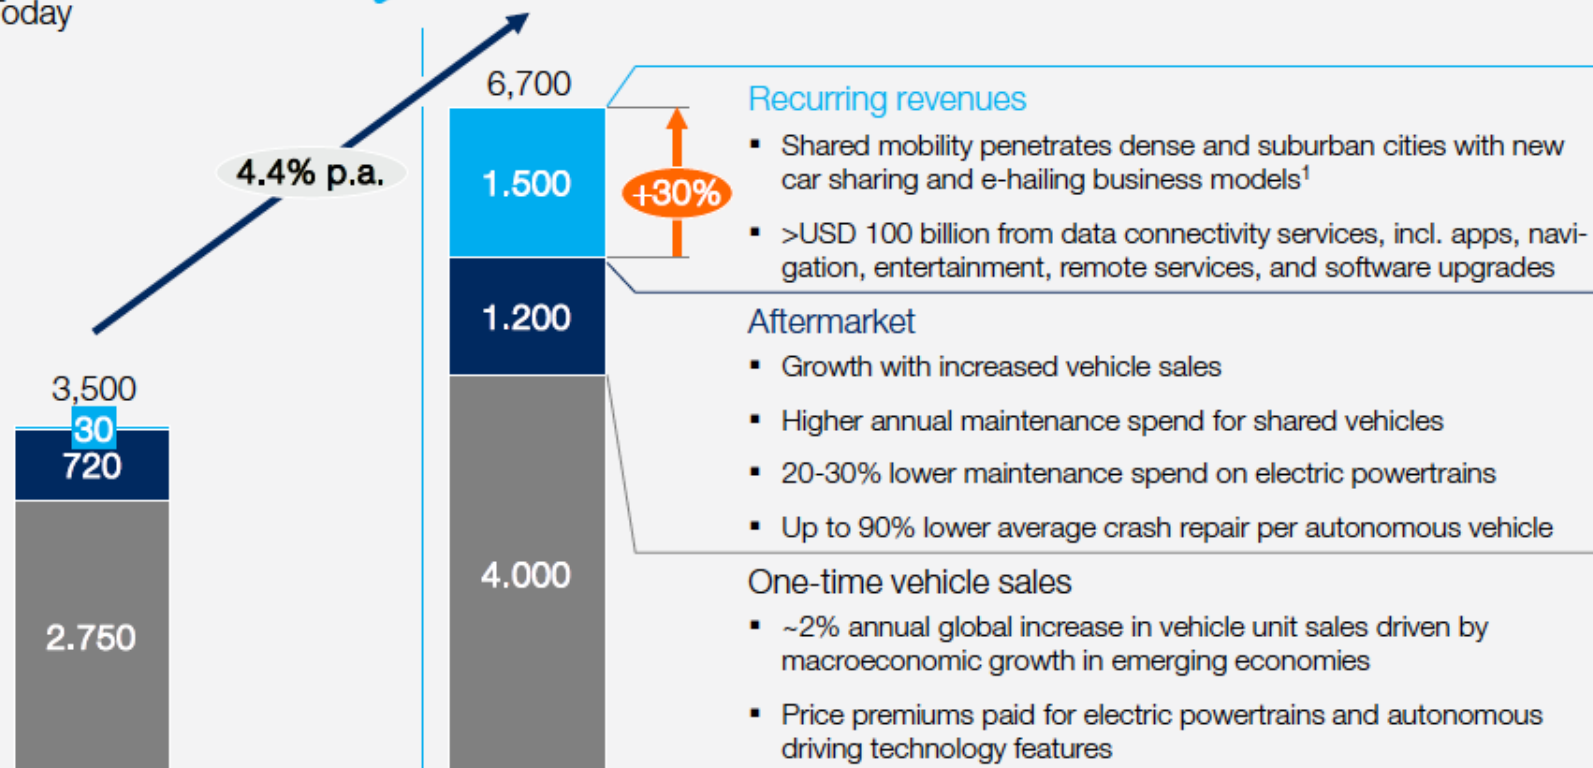 oday
4.4% p.a.
3,500
30
720
2.750
6,700
1.500
+30%
1.200
4.000
Recurring revenues
▪ Shared mobility penetrates dense and suburban cities with new
car sharing and e-hailing business models¹
▪ >USD 100 billion from data connectivity services, incl. apps, navi-
gation, entertainment, remote services, and software upgrades
Aftermarket
▪ Growth with increased vehicle sales
▪ Higher annual maintenance spend for shared vehicles
▪ 20-30% lower maintenance spend on electric powertrains
▪ Up to 90% lower average crash repair per autonomous vehicle
One-time vehicle sales
▪ ~2% annual global increase in vehicle unit sales driven by
macroeconomic growth in emerging economies
▪ Price premiums paid for electric powertrains and autonomous
driving technology features